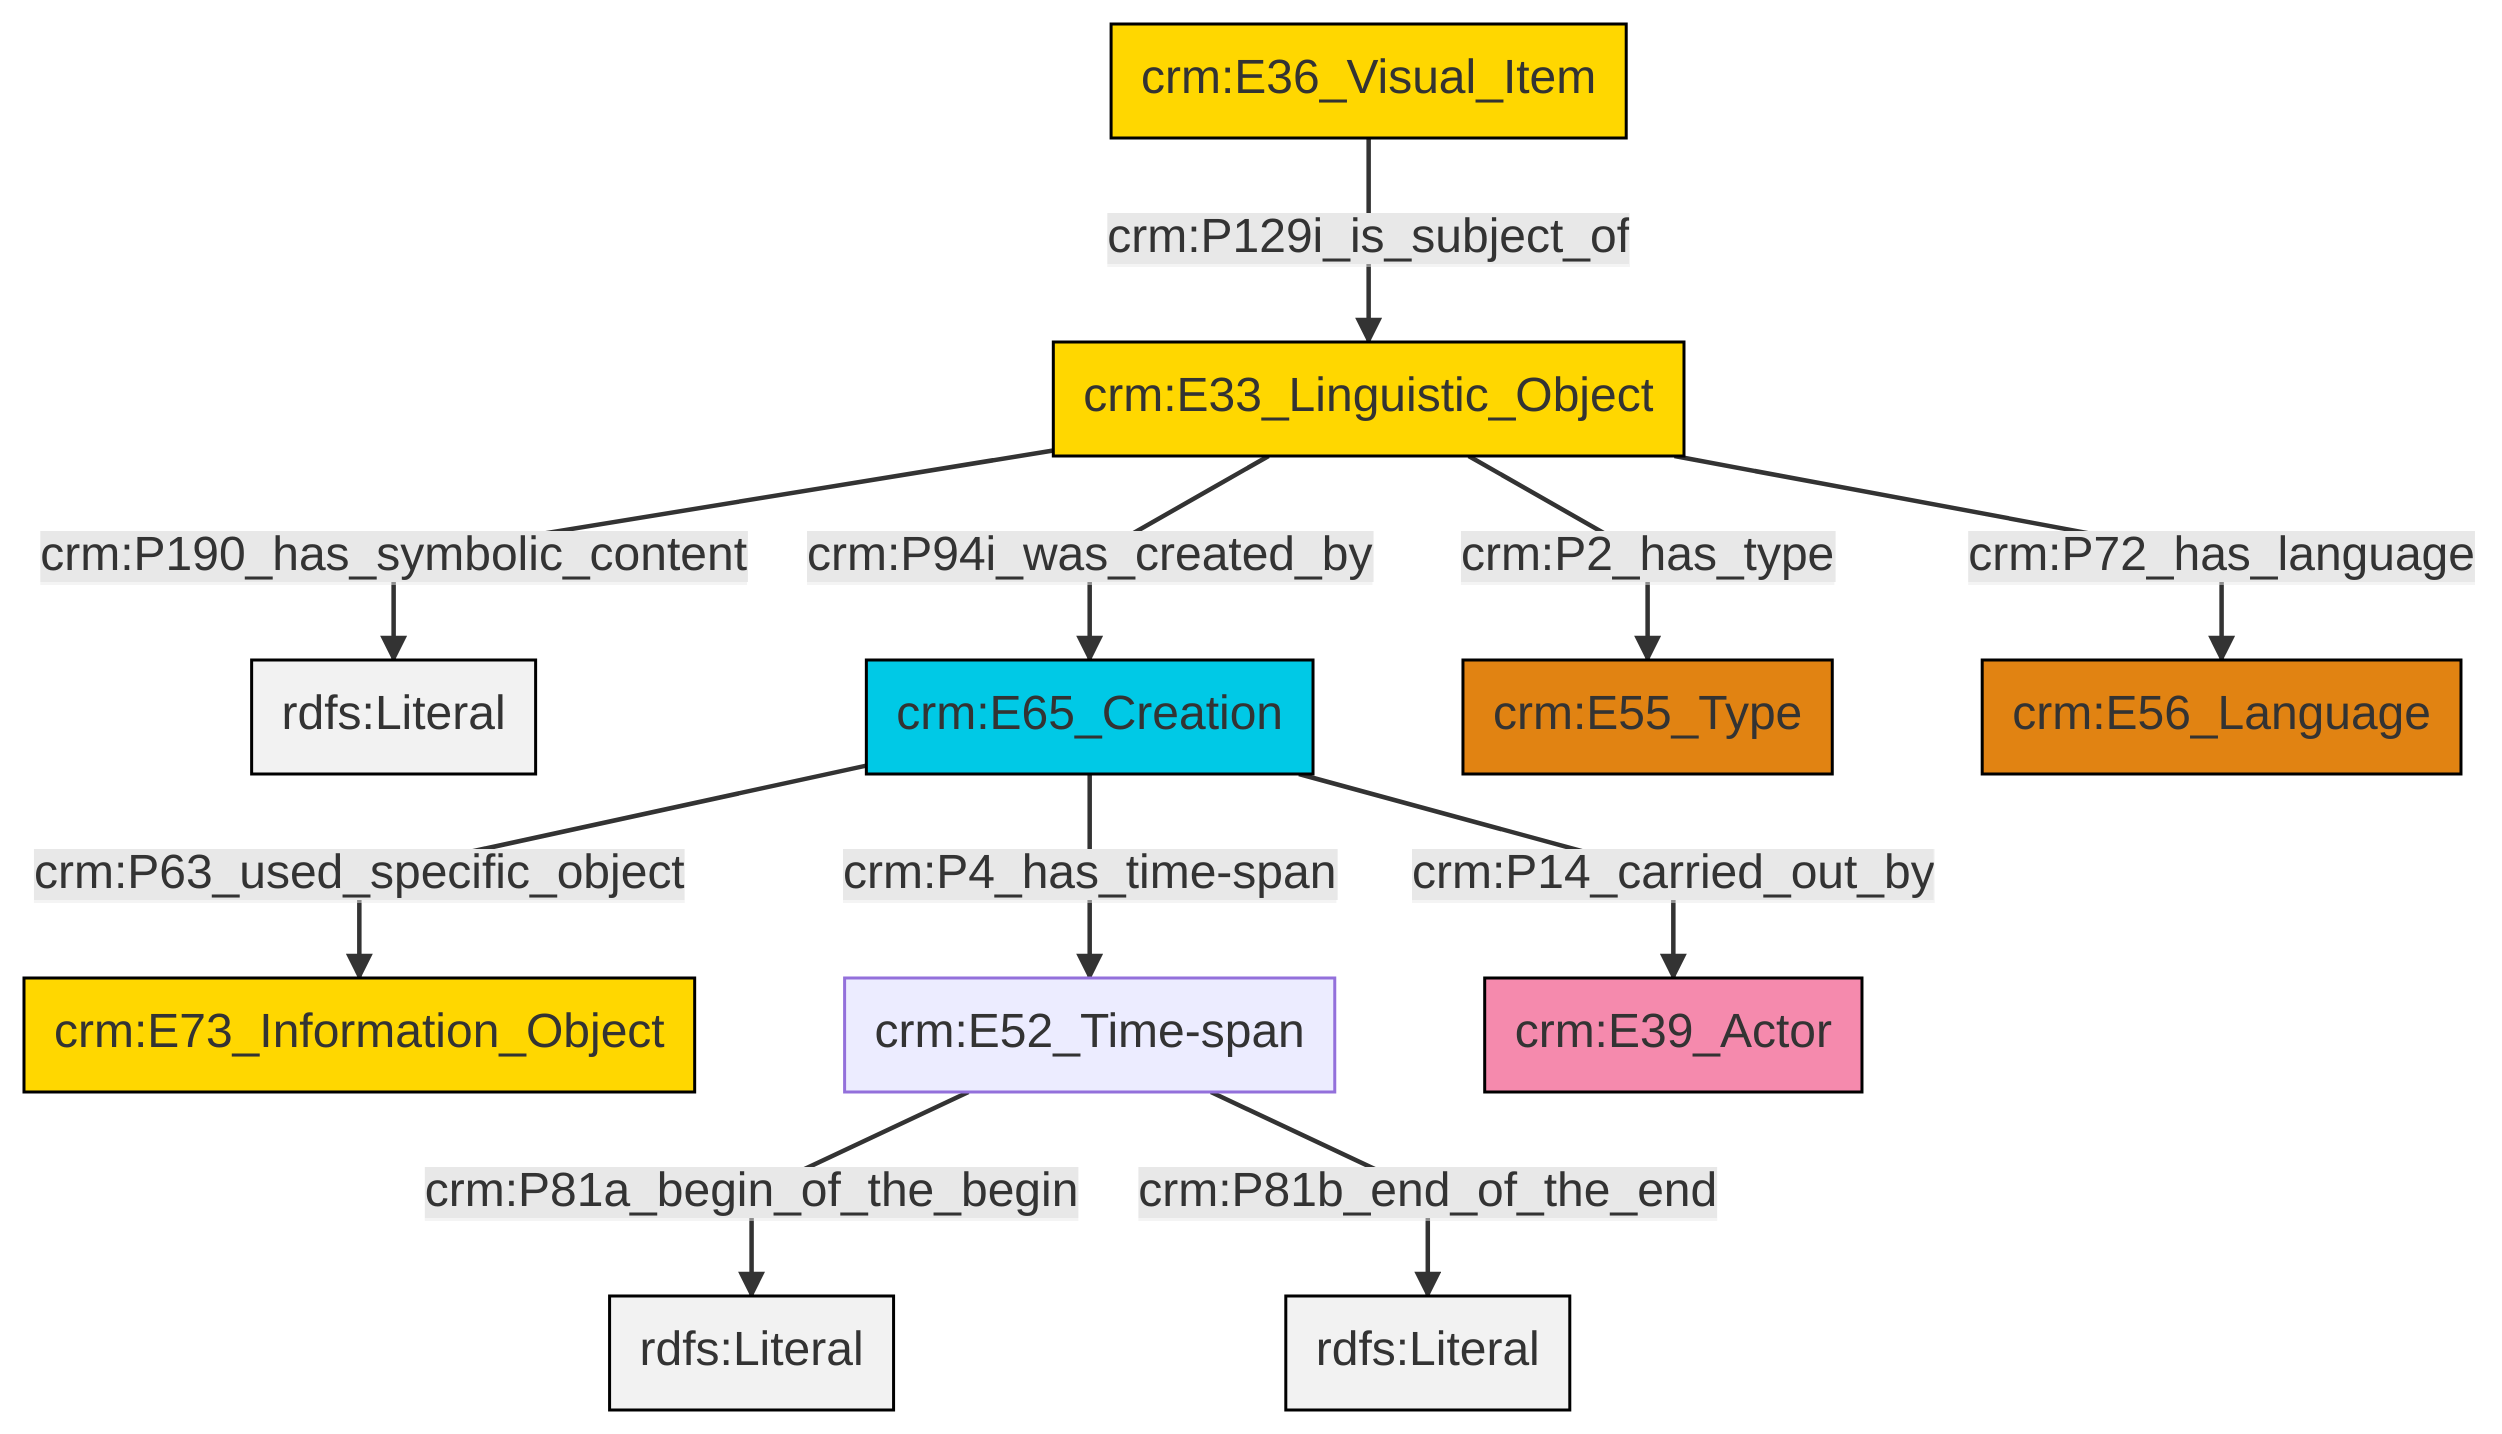 crm:E36_Visual_Item
crm:P129i_is_subject_of
crm:E33_Linguistic_Object
crm:P190_has_symbolic_content
crm:P94i_was_created_by
crm:P2_has_type
crm:P72_has_language
rdfs:Literal
crm:E65_Creation
crm:E55_Type
crm:E56_Language
crm:P63_used_specific_object
crm:P4_has_time-span
crm:P14_carried_out_by
crm:E73_Information_Object
crm:E52_Time-span
crm:E39_Actor
crm:P81a_begin_of_the_begin
crm:P81b_end_of_the_end
rdfs:Literal
rdfs:Literal